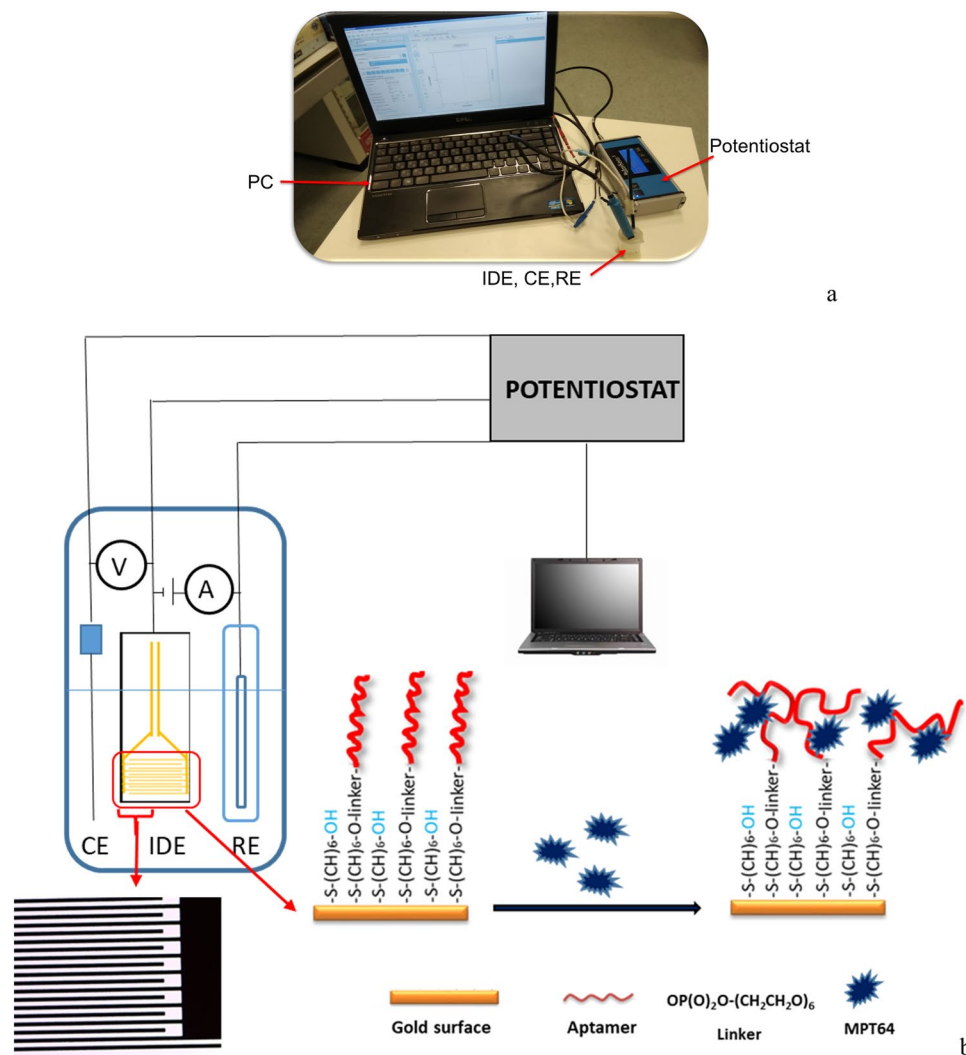 Potentiostat
PC
IDE, CE,RE
a
POTENTIOSTAT
V
A
CE
IDE
RE
-S-(CH)6-OH
-S-(CH)6-O-linker-
-S-(CH)6-OH
-S-(CH)6-O-linker-
-S-(CH)6-OH
-S-(CH)6-O-linker-
-S-(CH)6-OH
-S-(CH)6-O-linker-
-S-(CH)6-OH
-S-(CH)6-O-linker-
-S-(CH)6-OH
-S-(CH)6-O-linker-
Gold surface
Aptamer
OP(O)₂O-(CH₂CH₂O)₆
Linker
MPT64
b